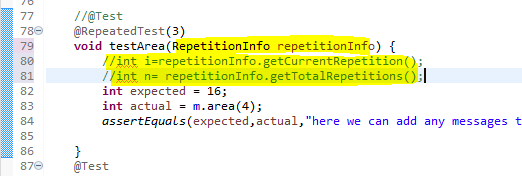 77 //@Test
78 @RepeatedTest(3)
79 void testArea(RepetitionInfo repetitionInfo) {
80 //int i=repetitionInfo.getCurrentRepetition();
81 //int n= repetitionInfo.getTotalRepetitions();
82 int expected = 16;
83 int actual = m.area(4);
84 assertEquals(expected,actual,"here we can add any messages t
85
86 }
87 @Test